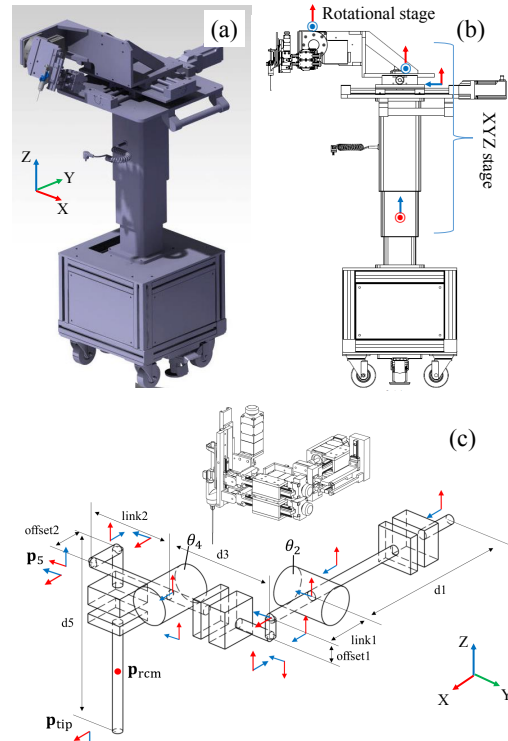 (a)
Z
Y
X
Rotational stage
(b)
XYZ stage
(c)
link2
offset2
θ4
d3
θ2
p5
d1
d5
link1
offset1
prcm
Z
X
Y
ptip